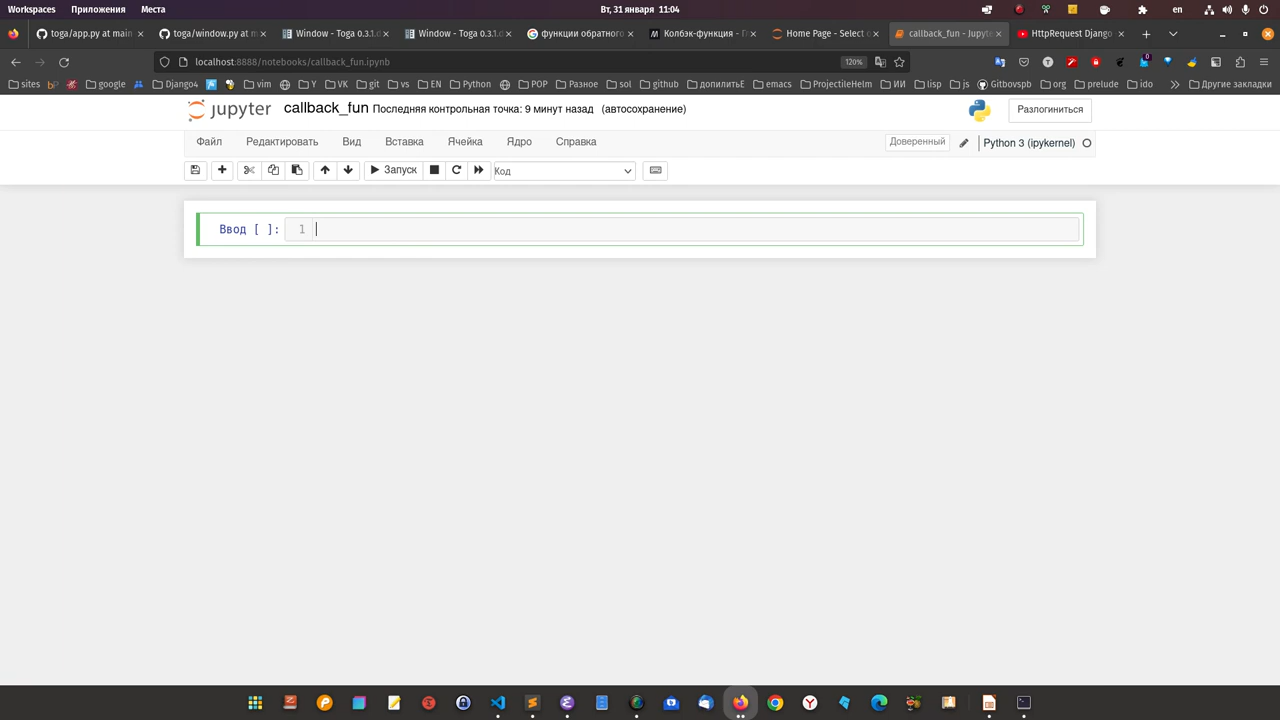 Workspaces Приложения Места Вт, 31 января 11:04 en
toga/app.py at main toga/window.py at m Window - Toga 0.3.1.d Window - Toga 0.3.1.d функции обратного Колбэк-функция - Г Home Page - Select o callback_fun - Jupyte HttpRequest Django
localhost:8888/notebooks/callback_fun.ipynb 120%
sites google Django4 vim Y VK git vs EN Python POP Разное sol github допилитьЕ emacs ProjectileHelm ИИ lisp js Gitbovspb org prelude ido Другие закладки
jupyter callback_fun Последняя контрольная точка: 9 минут назад (автосохранение) Разлогиниться
Файл Редактировать Вид Вставка Ячейка Ядро Справка Доверенный Python 3 (ipykernel)
Запуск Код
Ввод [ ]: 1